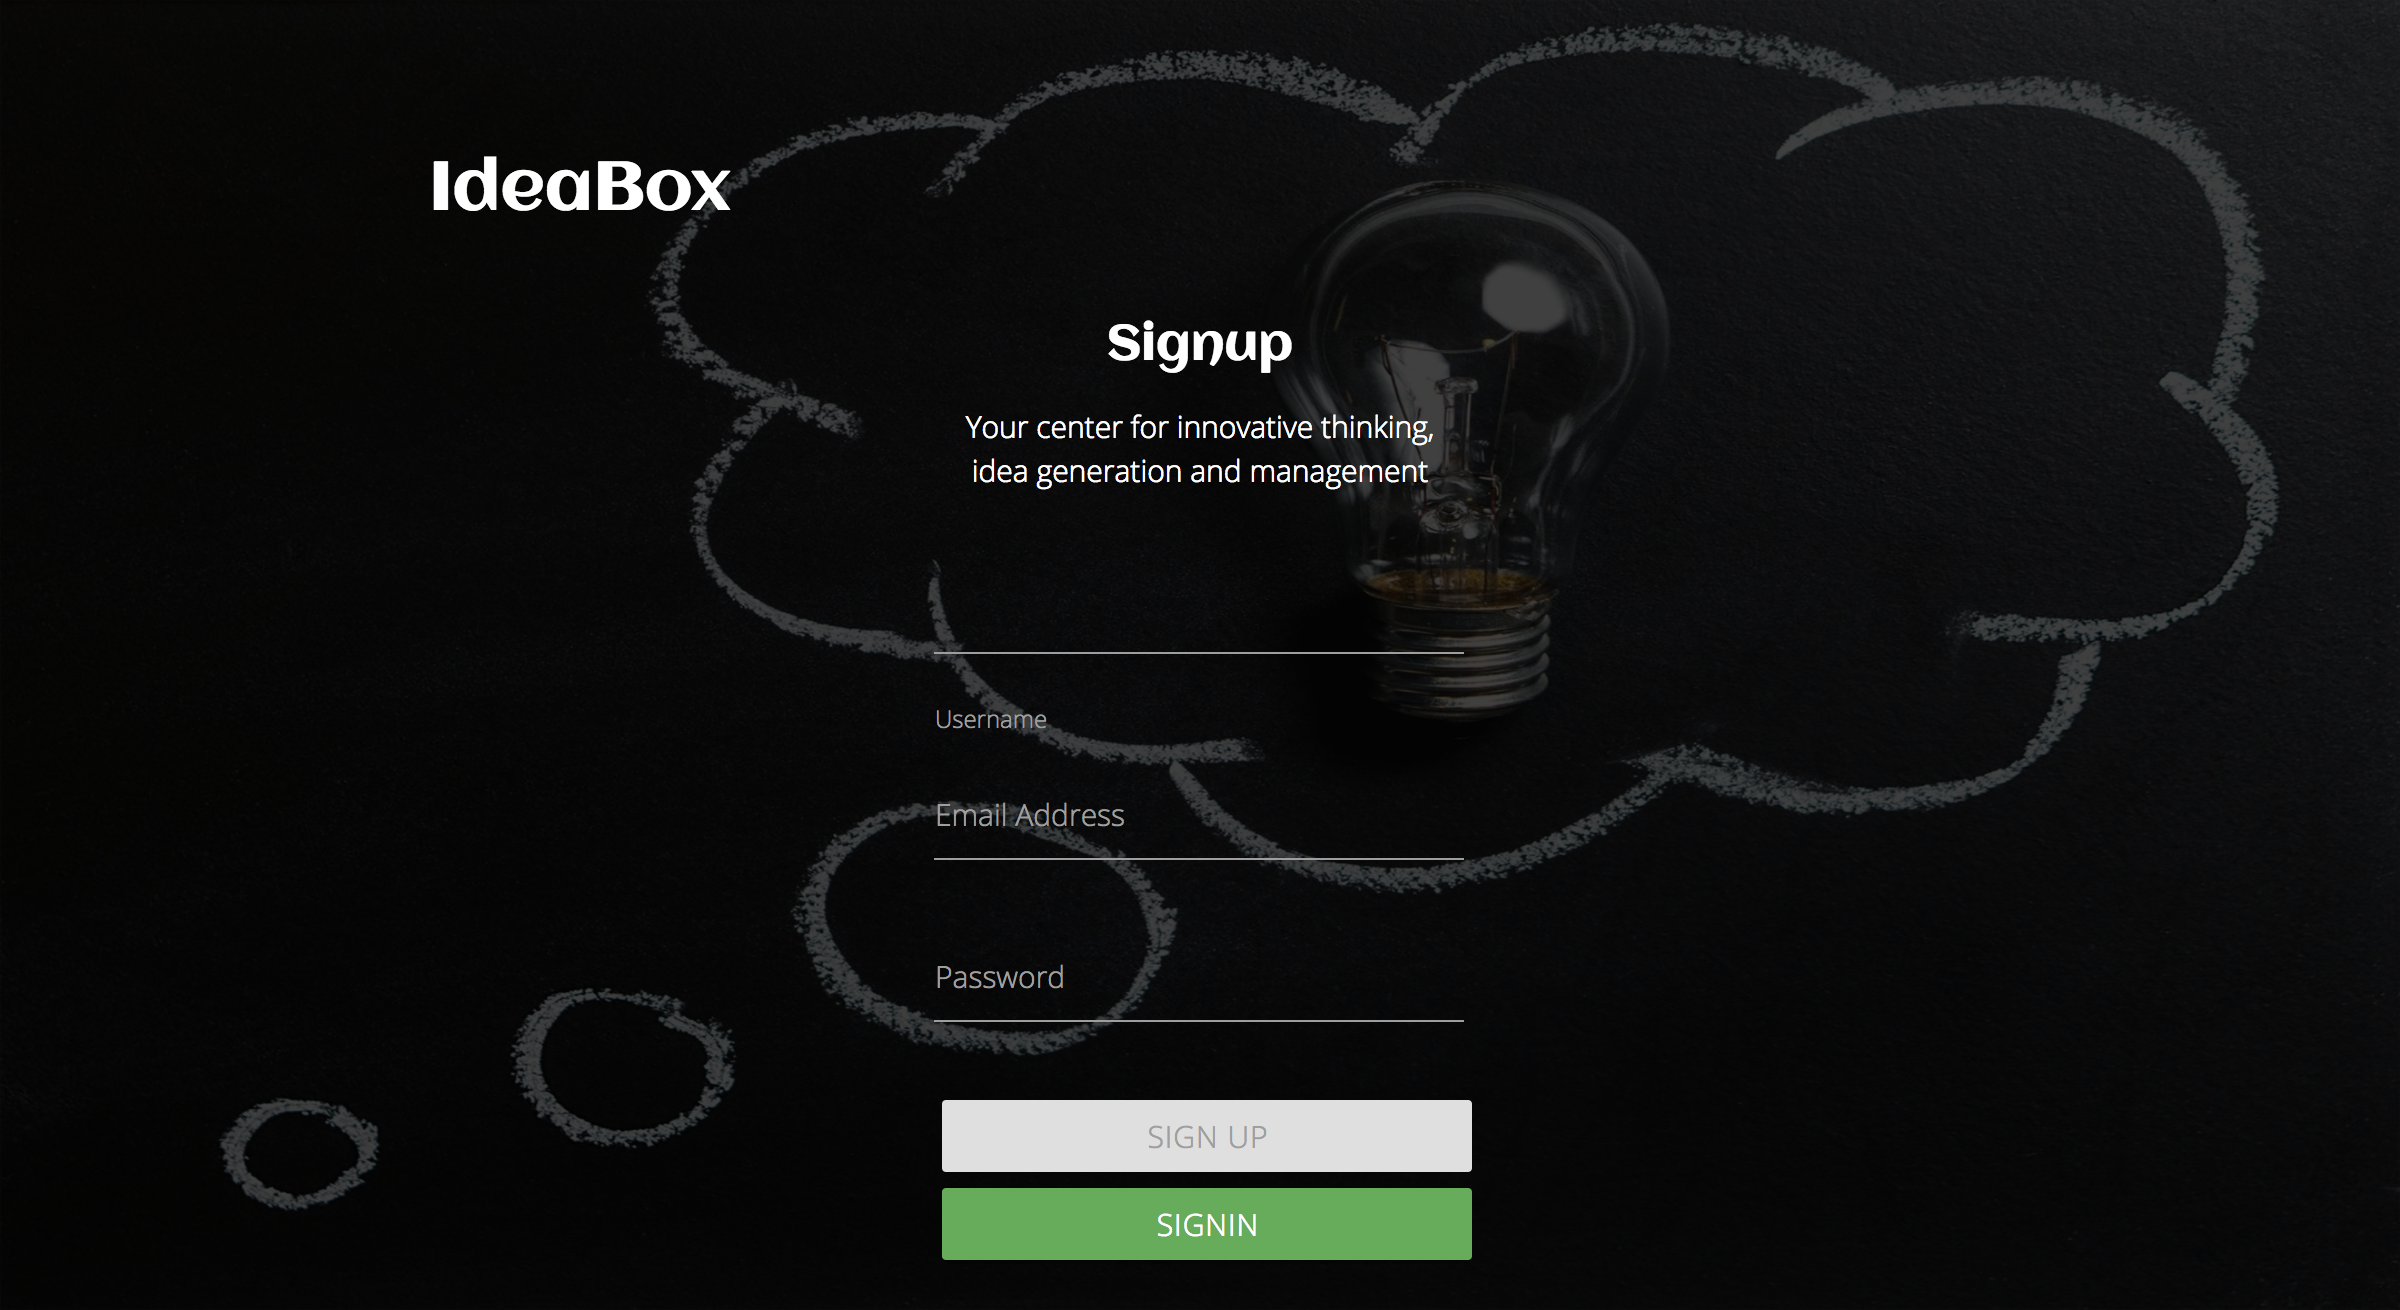 IdeaBox
Signup
Your center for innovative thinking,
idea generation and management
Username
Email Address
Password
SIGN UP
SIGNIN